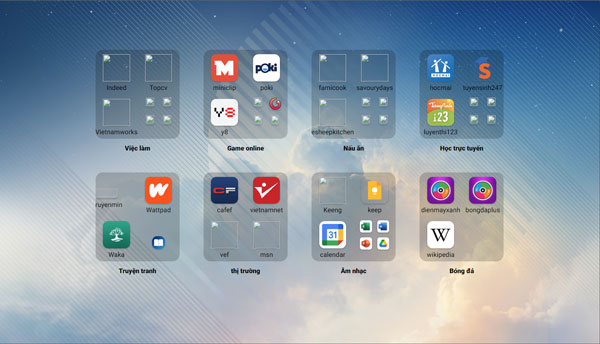 Indeed Topcv
Vietnamworks
Việc làm
miniclip poki
Y8
y8
Game online
famicook savourydays
esheepkitchen
Nấu ăn
HOCMAI S
hocmai tuyensinh247
123
luyenthi123
Học trực tuyến
ruyenmin Wattpad
Waka
Truyện tranh
CF
cafef vietnamnet
vef msn
thị trường
Keeng keep
31
calendar
Âm nhạc
dienmayxanh bongdaplus
W
wikipedia
Bóng đá